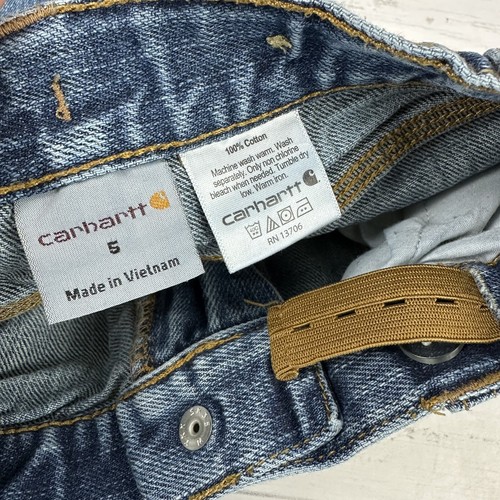 carhartt
5
Made in Vietnam
100% Cotton
Machine wash warm. Wash
separately. Only non chlorine
bleach when needed. Tumble dry
low. Warm iron.
carhartt
RN 13706